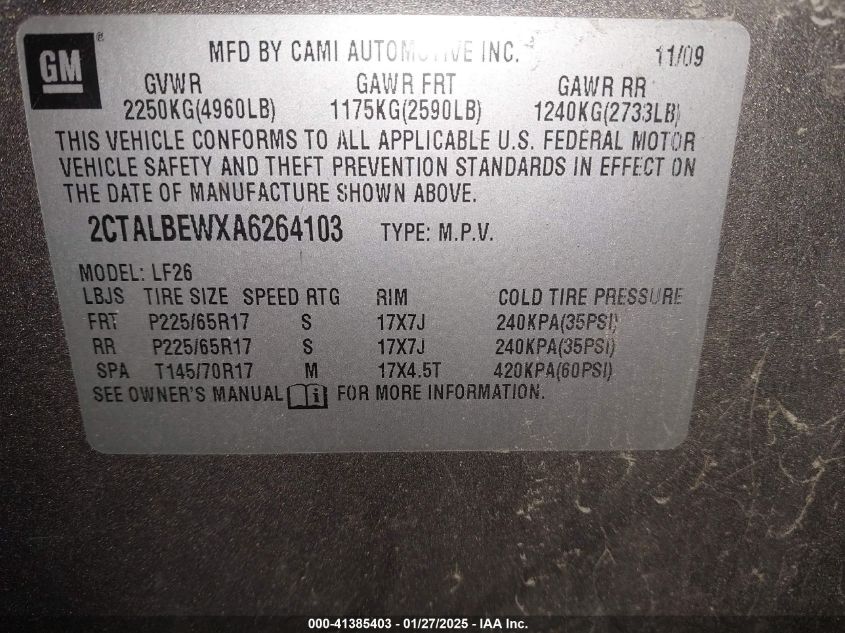 GM ®
MFD BY CAMI AUTOMOTIVE INC. 11/09
GVWR GAWR FRT GAWR RR
2250KG(4960LB) 1175KG(2590LB) 1240KG(2733LB)
THIS VEHICLE CONFORMS TO ALL APPLICABLE U.S. FEDERAL MOTOR
VEHICLE SAFETY AND THEFT PREVENTION STANDARDS IN EFFECT ON
THE DATE OF MANUFACTURE SHOWN ABOVE.
2CTALBEWXA6264103 TYPE: M.P.V.
MODEL: LF26
LBJS TIRE SIZE SPEED RTG RIM COLD TIRE PRESSURE
FRT P225/65R17 S 17X7J 240KPA(35PSI)
RR P225/65R17 S 17X7J 240KPA(35PSI)
SPA T145/70R17 M 17X4.5T 420KPA(60PSI)
SEE OWNER'S MANUAL FOR MORE INFORMATION.
000-41385403 - 01/27/2025 - IAA Inc.